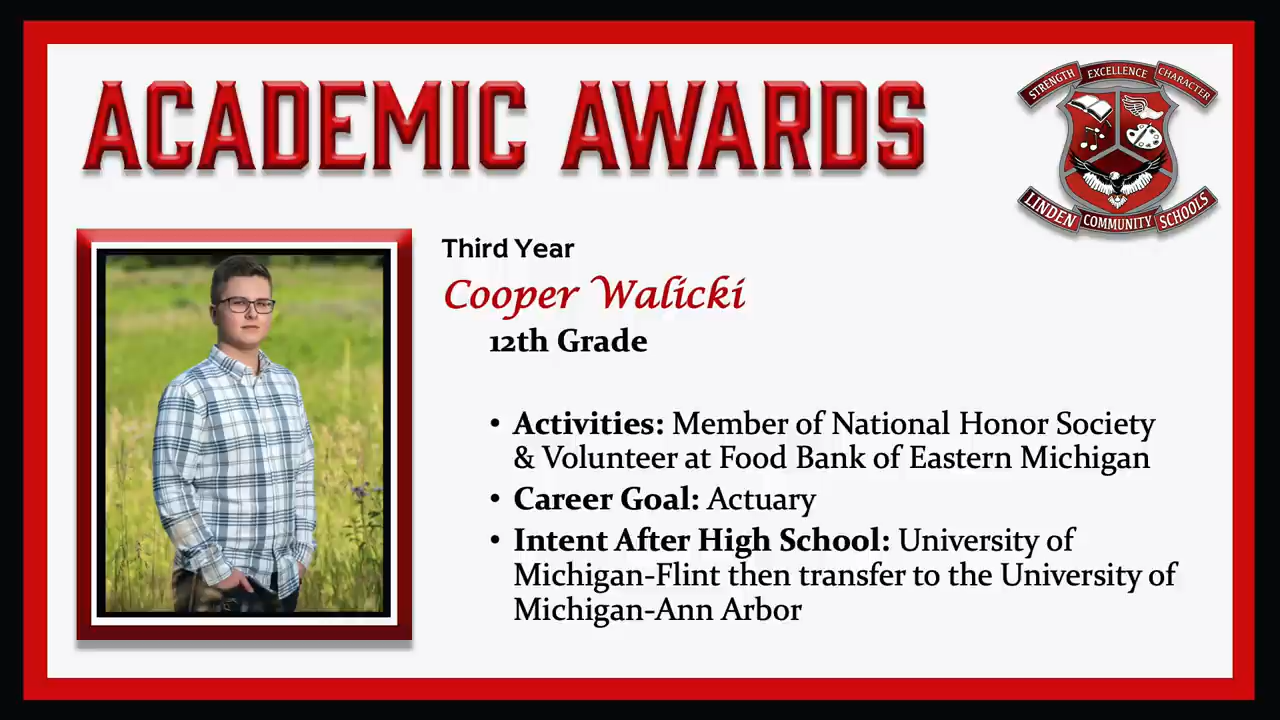 ACADEMIC AWARDS
STRENGTH EXCELLENCE CHARACTER
LINDEN COMMUNITY SCHOOLS
Third Year
Cooper Walicki
12th Grade
• Activities: Member of National Honor Society
& Volunteer at Food Bank of Eastern Michigan
• Career Goal: Actuary
• Intent After High School: University of
Michigan-Flint then transfer to the University of
Michigan-Ann Arbor